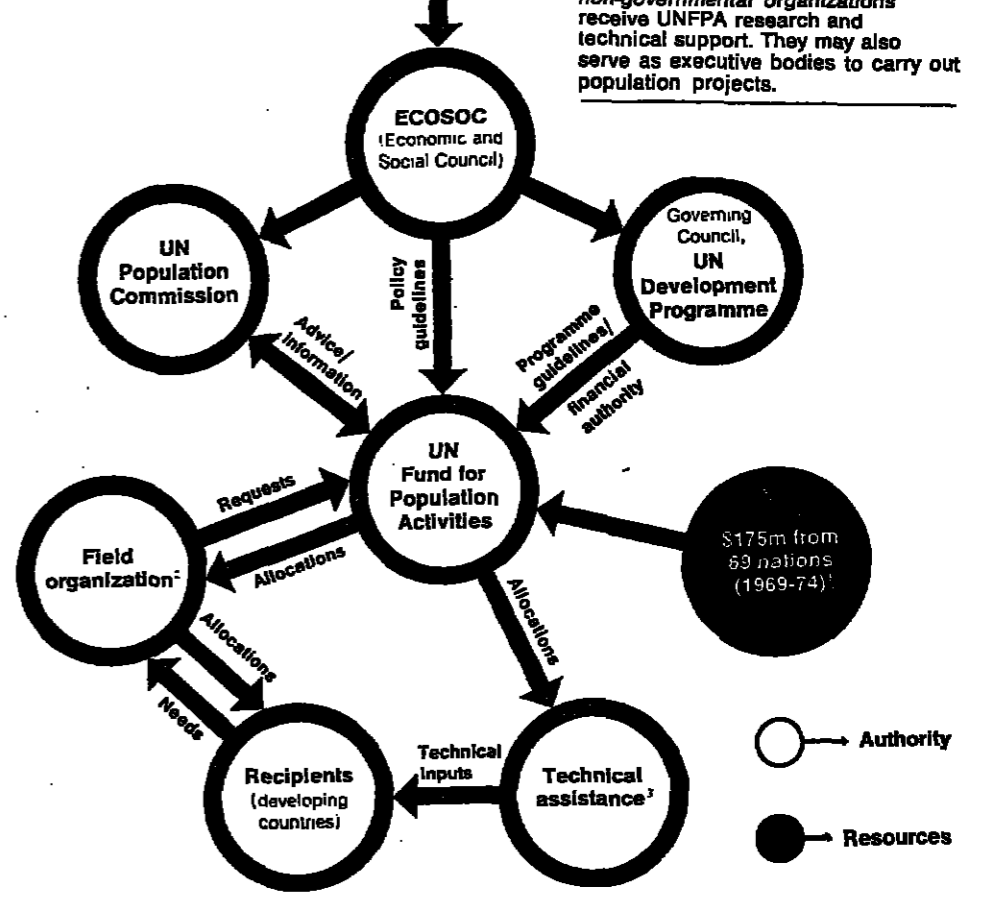 non-governmental organizations
receive UNFPA research and
technical support. They may also
serve as executive bodies to carry out
population projects.
ECOSOC
(Economic and
Social Council)
Governing
Council,
UN
Development
Programme
UN
Population
Commission
Policy
guidelines
Advice/
information
Programme
guidelines/
financial
authority
UN
Fund for
Population
Activities
Requests
Allocations
$175m from
69 nations
(1969-74)¹
Field
organization²
Allocations
Allocations
Needs
Technical
inputs
Recipients
(developing
countries)
Technical
assistance³
Authority
Resources